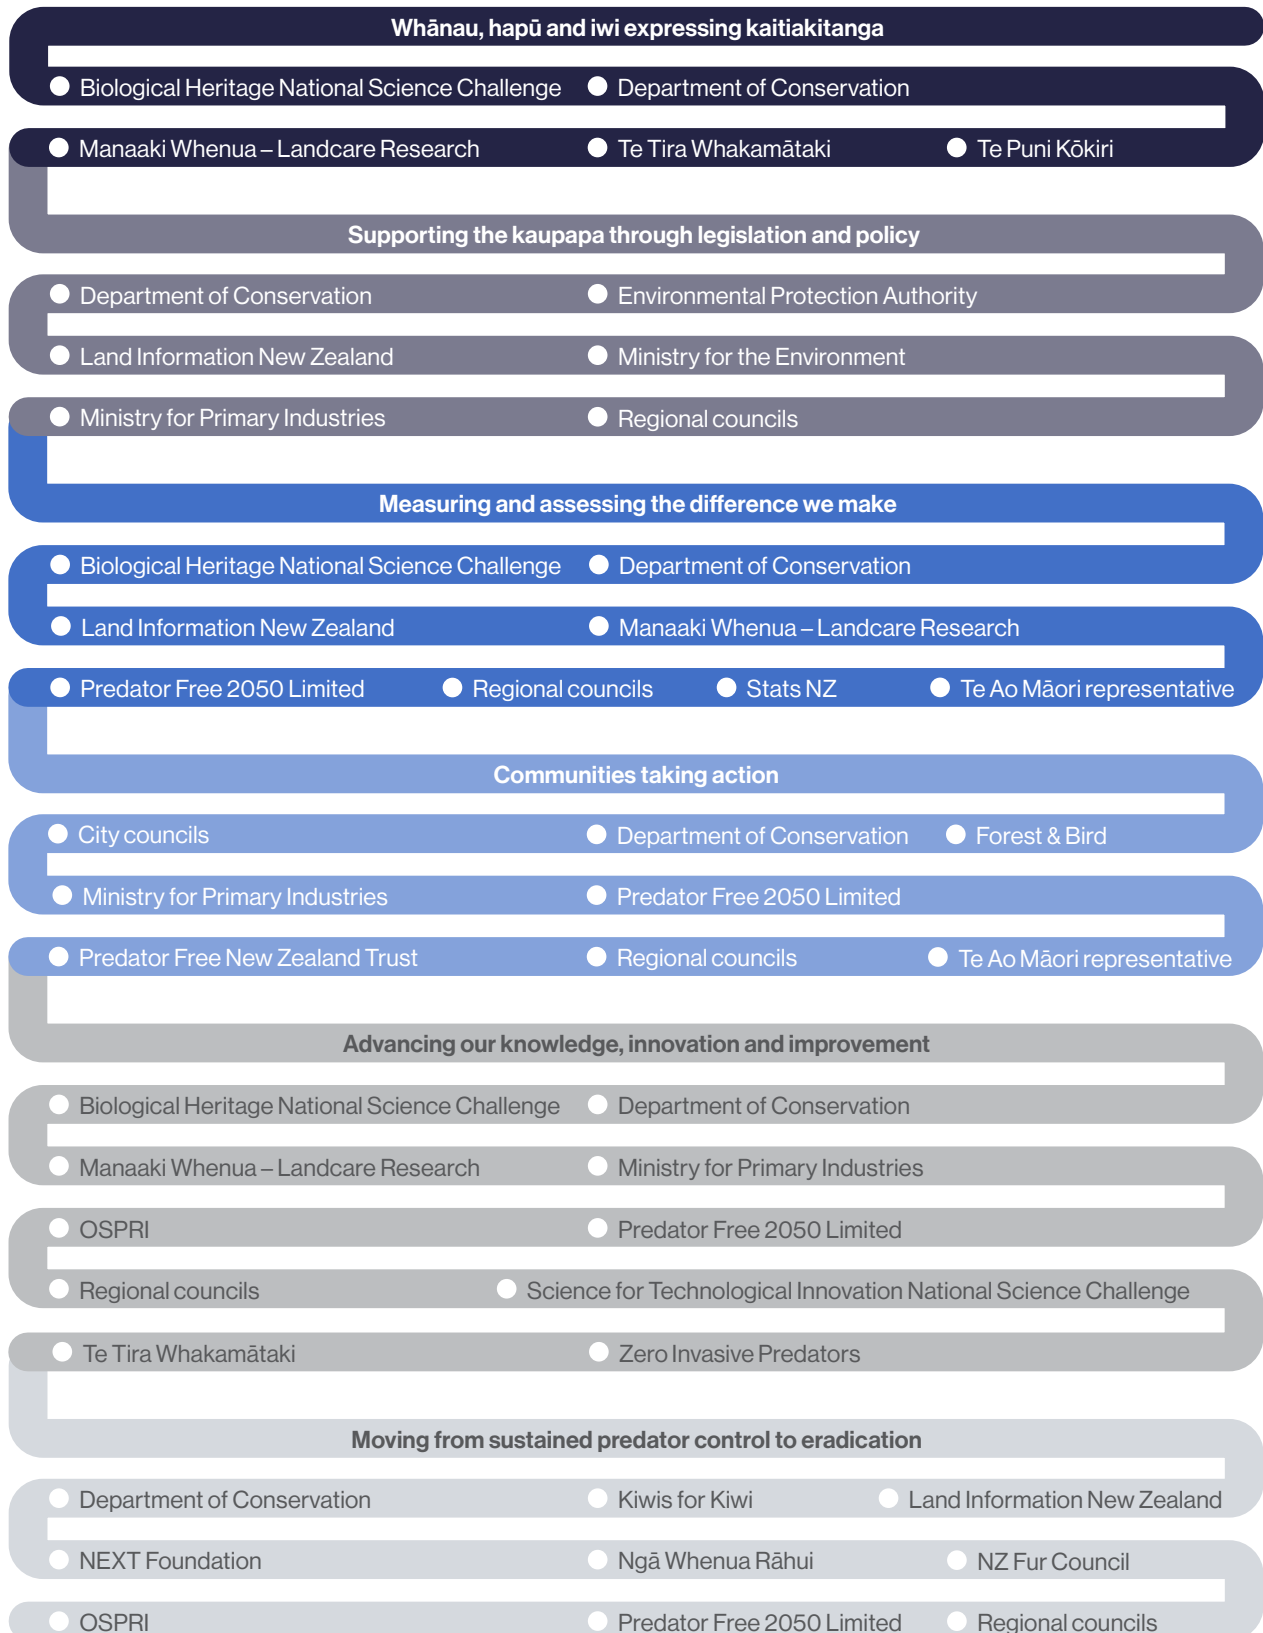 Whānau, hapū and iwi expressing kaitiakitanga
Biological Heritage National Science Challenge Department of Conservation
Manaaki Whenua – Landcare Research Te Tira Whakamātaki Te Puni Kōkiri
Supporting the kaupapa through legislation and policy
Department of Conservation Environmental Protection Authority
Land Information New Zealand Ministry for the Environment
Ministry for Primary Industries Regional councils
Measuring and assessing the difference we make
Biological Heritage National Science Challenge Department of Conservation
Land Information New Zealand Manaaki Whenua – Landcare Research
Predator Free 2050 Limited Regional councils Stats NZ Te Ao Māori representative
Communities taking action
City councils Department of Conservation Forest & Bird
Ministry for Primary Industries Predator Free 2050 Limited
Predator Free New Zealand Trust Regional councils Te Ao Māori representative
Advancing our knowledge, innovation and improvement
Biological Heritage National Science Challenge Department of Conservation
Manaaki Whenua – Landcare Research Ministry for Primary Industries
OSPRI Predator Free 2050 Limited
Regional councils Science for Technological Innovation National Science Challenge
Te Tira Whakamātaki Zero Invasive Predators
Moving from sustained predator control to eradication
Department of Conservation Kiwis for Kiwi Land Information New Zealand
NEXT Foundation Ngā Whenua Rāhui NZ Fur Council
OSPRI Predator Free 2050 Limited Regional councils